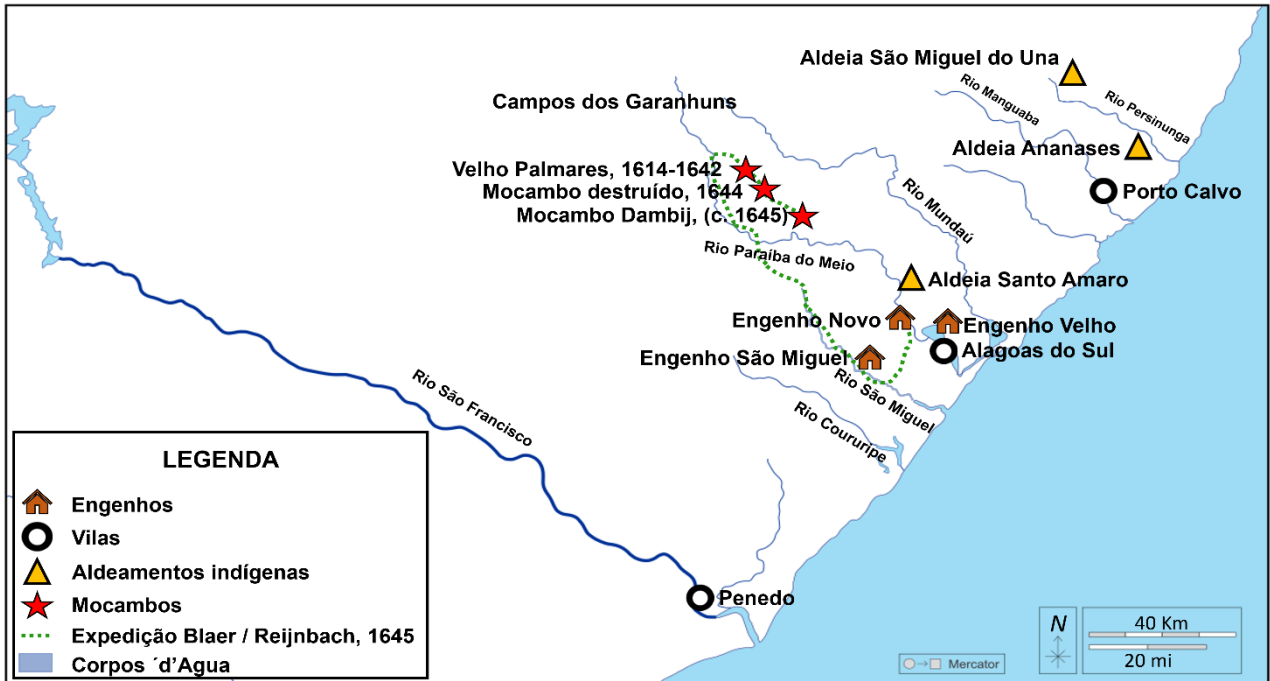 Aldeia São Miguel do Una
Rio Manguaba
Rio Persinunga
Campos dos Garanhuns
Aldeia Ananases
Velho Palmares, 1614-1642
Mocambo destruído, 1644
Porto Calvo
Mocambo Dambij, (c. 1645)
Rio Mundaú
Rio Paraiba do Meio
Aldeia Santo Amaro
Engenho Novo
Engenho Velho
Engenho São Miguel
Alagoas do Sul
Rio São Miguel
Rio São Francisco
Rio Coururipe
Penedo
LEGENDA
Engenhos
Vilas
Aldeamentos indígenas
Mocambos
Expedição Blaer / Reijnbach, 1645
Corpos ´d’Agua
N
40 Km
20 mi
Mercator